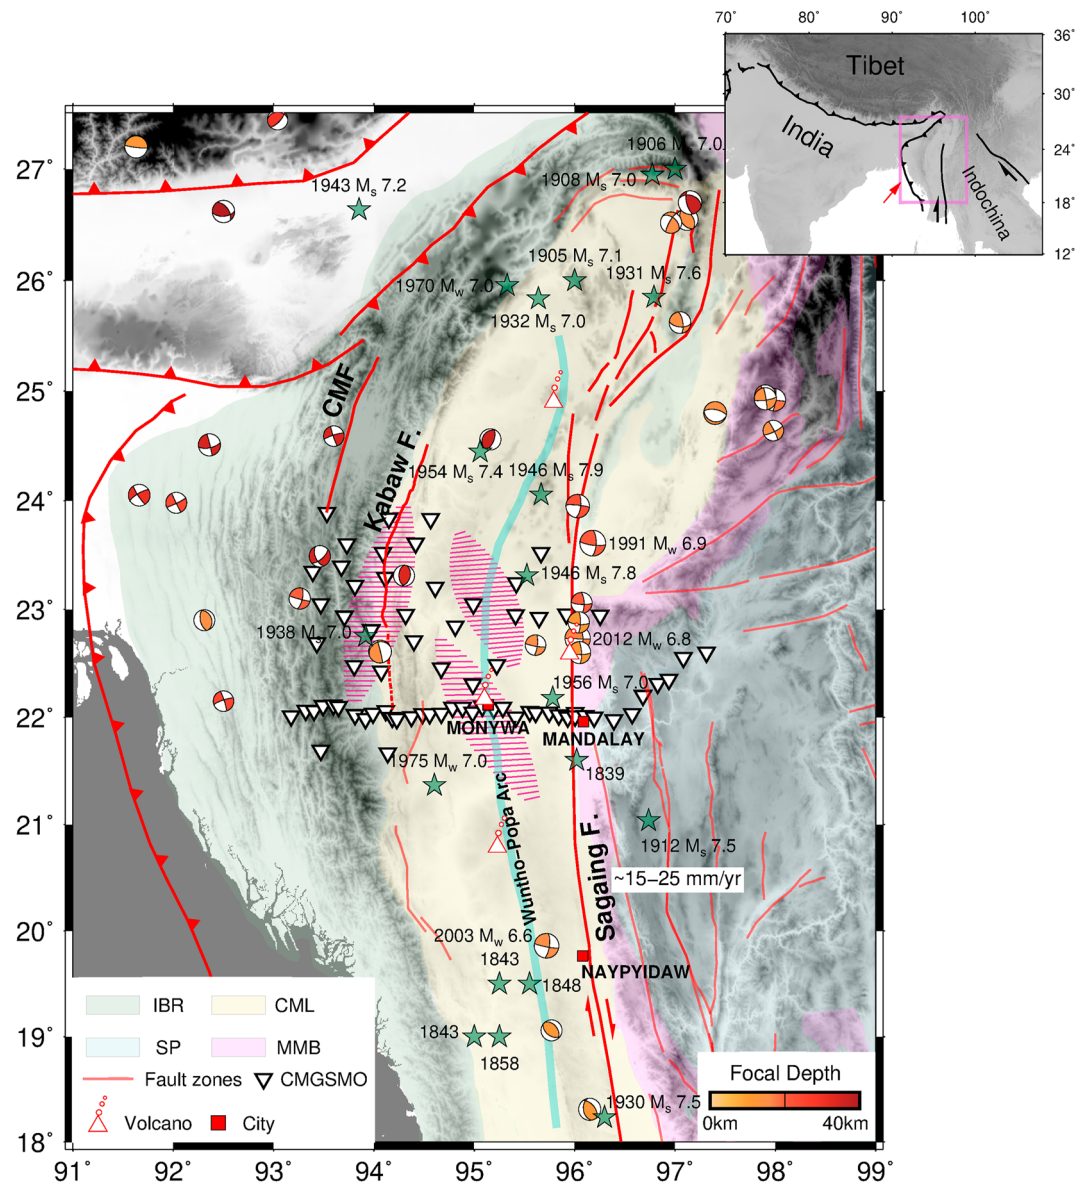 70° 80° 90° 100°
36°
30°
24°
18°
12°
Tibet
India
Indochina
27°
26°
25°
24°
23°
22°
21°
20°
19°
18°
1906 M 7.0
1908 Ms 7.0
1943 Ms 7.2
1905 Ms 7.1
1931 Ms 7.6
1970 Mw 7.0
1932 Ms 7.0
CMF
Kabaw F.
1954 Ms 7.4
1946 Ms 7.9
1991 Mw 6.9
1946 Ms 7.8
1938 Ms 7.0
2012 Mw 6.8
1956 Ms 7.0
MONYWA
MANDALAY
1975 Mw 7.0
1839
Wuntho-Popa Arc
Sagaing F.
1912 Ms 7.5
~15−25 mm/yr
2003 Mw 6.6
1843
1848
NAYPYIDAW
1843
1858
1930 Ms 7.5
IBR CML
SP MMB
Fault zones CMGSMO
Volcano City
Focal Depth
0km 40km
91° 92° 93° 94° 95° 96° 97° 98° 99°